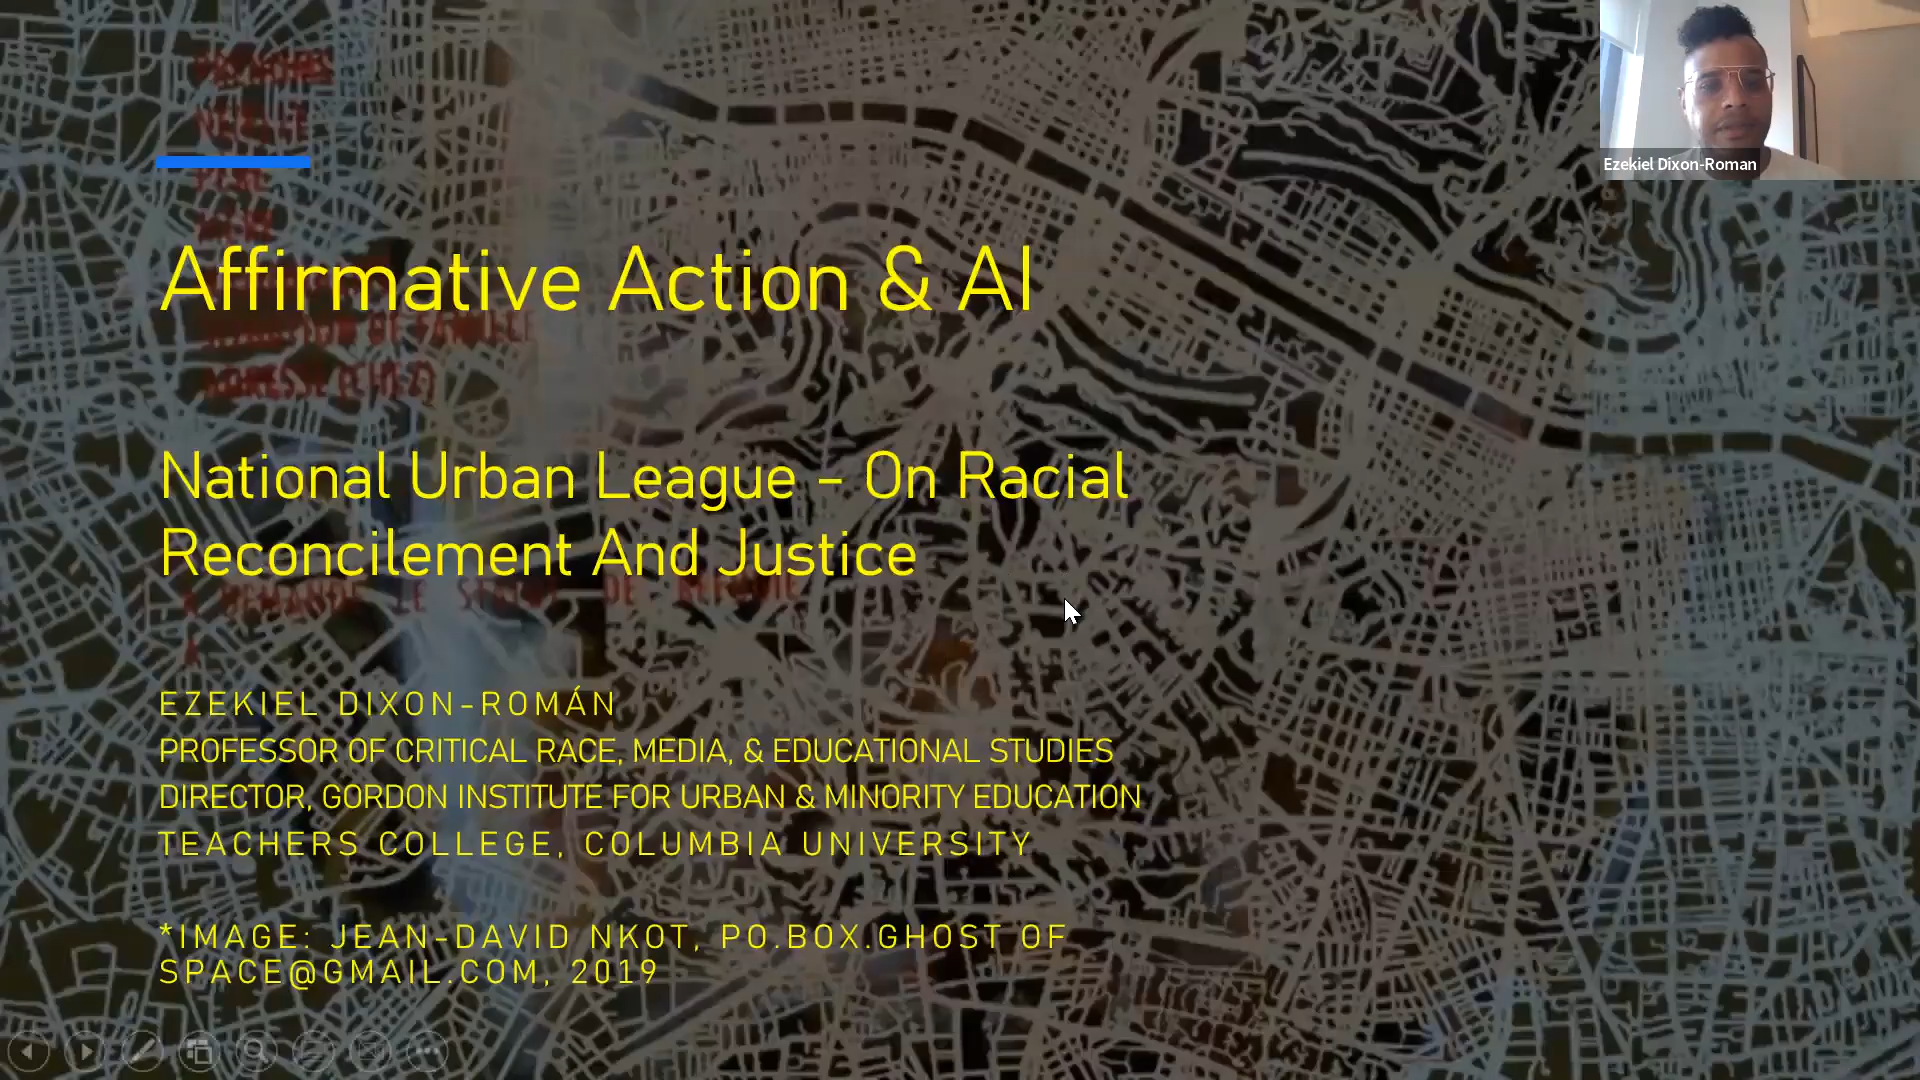 Ezekiel Dixon-Roman
Affirmative Action & AI
National Urban League – On Racial
Reconcilement And Justice
EZEKIEL DIXON-ROMÁN
PROFESSOR OF CRITICAL RACE, MEDIA, & EDUCATIONAL STUDIES
DIRECTOR, GORDON INSTITUTE FOR URBAN & MINORITY EDUCATION
TEACHERS COLLEGE, COLUMBIA UNIVERSITY
*IMAGE: JEAN-DAVID NKOT, PO.BOX.GHOST OF
SPACE@GMAIL.COM, 2019